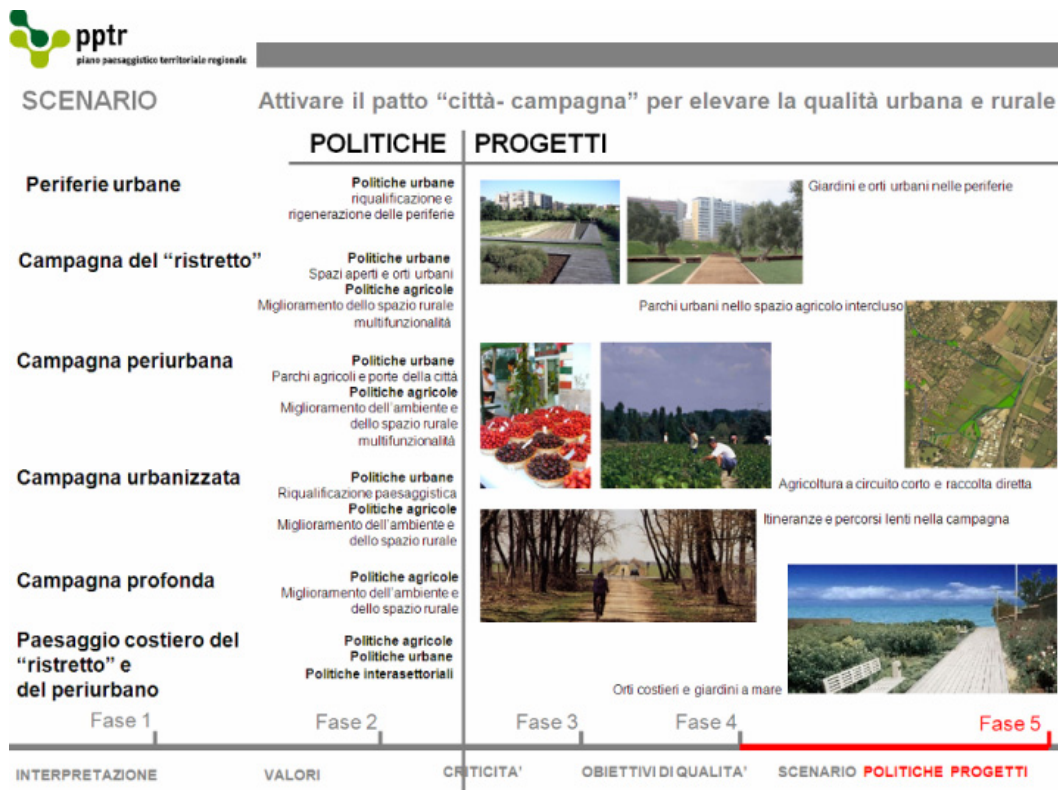 pptr
piano paesaggistico territoriale regionale
SCENARIO
Attivare il patto “città- campagna” per elevare la qualità urbana e rurale
POLITICHE
PROGETTI
Periferie urbane
Politiche urbane
riqualificazione e
rigenerazione delle periferie
Giardini e orti urbani nelle periferie
Campagna del “ristretto”
Politiche urbane
Spazi aperti e orti urbani
Politiche agricole
Miglioramento dello spazio rurale
multifunzionalità
Parchi urbani nello spazio agricolo intercluso
Campagna periurbana
Politiche urbane
Parchi agricoli e porte della città
Politiche agricole
Miglioramento dell’ambiente e
dello spazio rurale
multifunzionalità
Campagna urbanizzata
Politiche urbane
Riqualificazione paesaggistica
Politiche agricole
Miglioramento dell’ambiente e
dello spazio rurale
Agricoltura a circuito corto e raccolta diretta
Itineranze e percorsi lenti nella campagna
Campagna profonda
Politiche agricole
Miglioramento dell’ambiente e
dello spazio rurale
Paesaggio costiero del
“ristretto” e
del periurbano
Politiche agricole
Politiche urbane
Politiche interasettoriali
Orti costieri e giardini a mare
Fase 1
Fase 2
Fase 3
Fase 4
Fase 5
INTERPRETAZIONE
VALORI
CRITICITA’
OBIETTIVI DI QUALITA’
SCENARIO POLITICHE PROGETTI